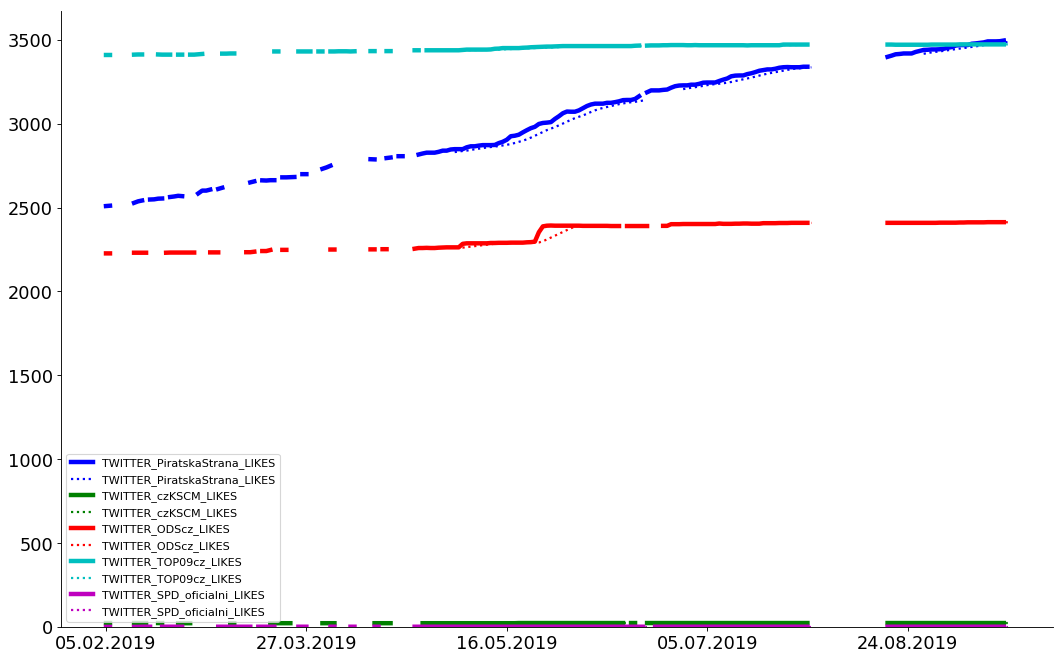 3500
3000
2500
2000
1500
1000
500
0
TWITTER_PiratskaStrana_LIKES
TWITTER_PiratskaStrana_LIKES
TWITTER_czKSCM_LIKES
TWITTER_czKSCM_LIKES
TWITTER_ODScz_LIKES
TWITTER_ODScz_LIKES
TWITTER_TOP09cz_LIKES
TWITTER_TOP09cz_LIKES
TWITTER_SPD_oficialni_LIKES
TWITTER_SPD_oficialni_LIKES
05.02.2019 27.03.2019 16.05.2019 05.07.2019 24.08.2019